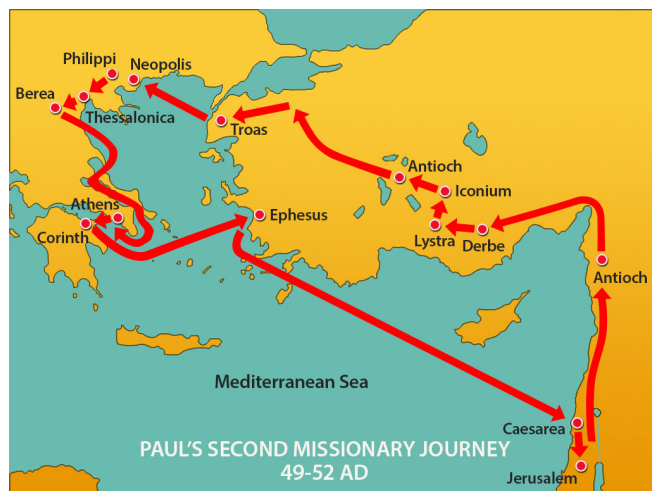 Philippi
Neopolis
Berea
Thessalonica
Troas
Antioch
Iconium
Athens
Ephesus
Corinth
Lystra
Derbe
Antioch
Mediterranean Sea
Caesarea
PAUL'S SECOND MISSIONARY JOURNEY
49-52 AD
Jerusalem